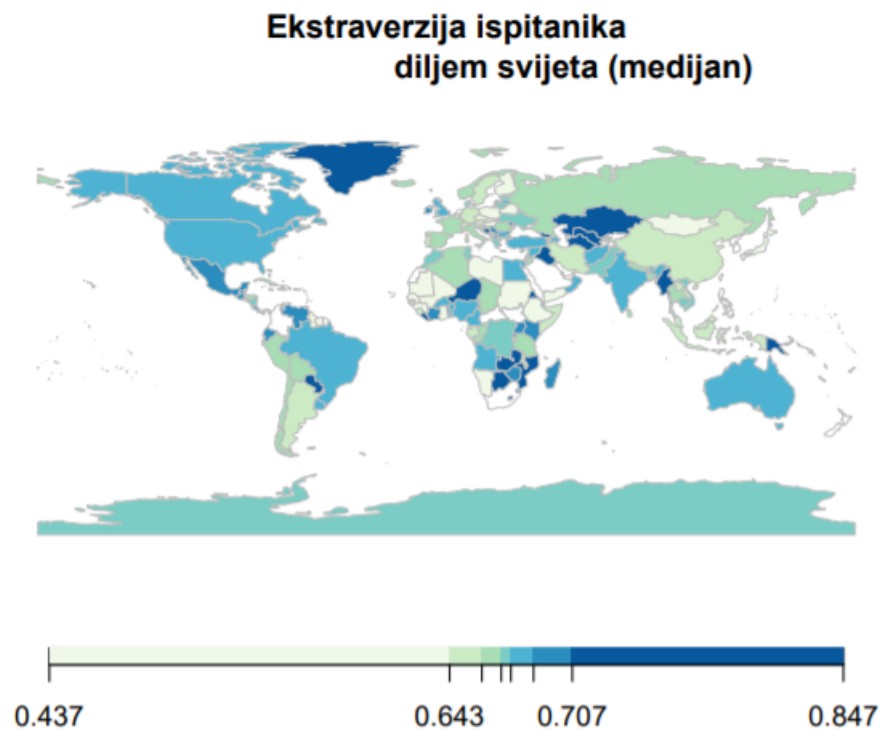 Ekstraverzija ispitanika
diljem svijeta (medijan)
0.437 0.643 0.707 0.847